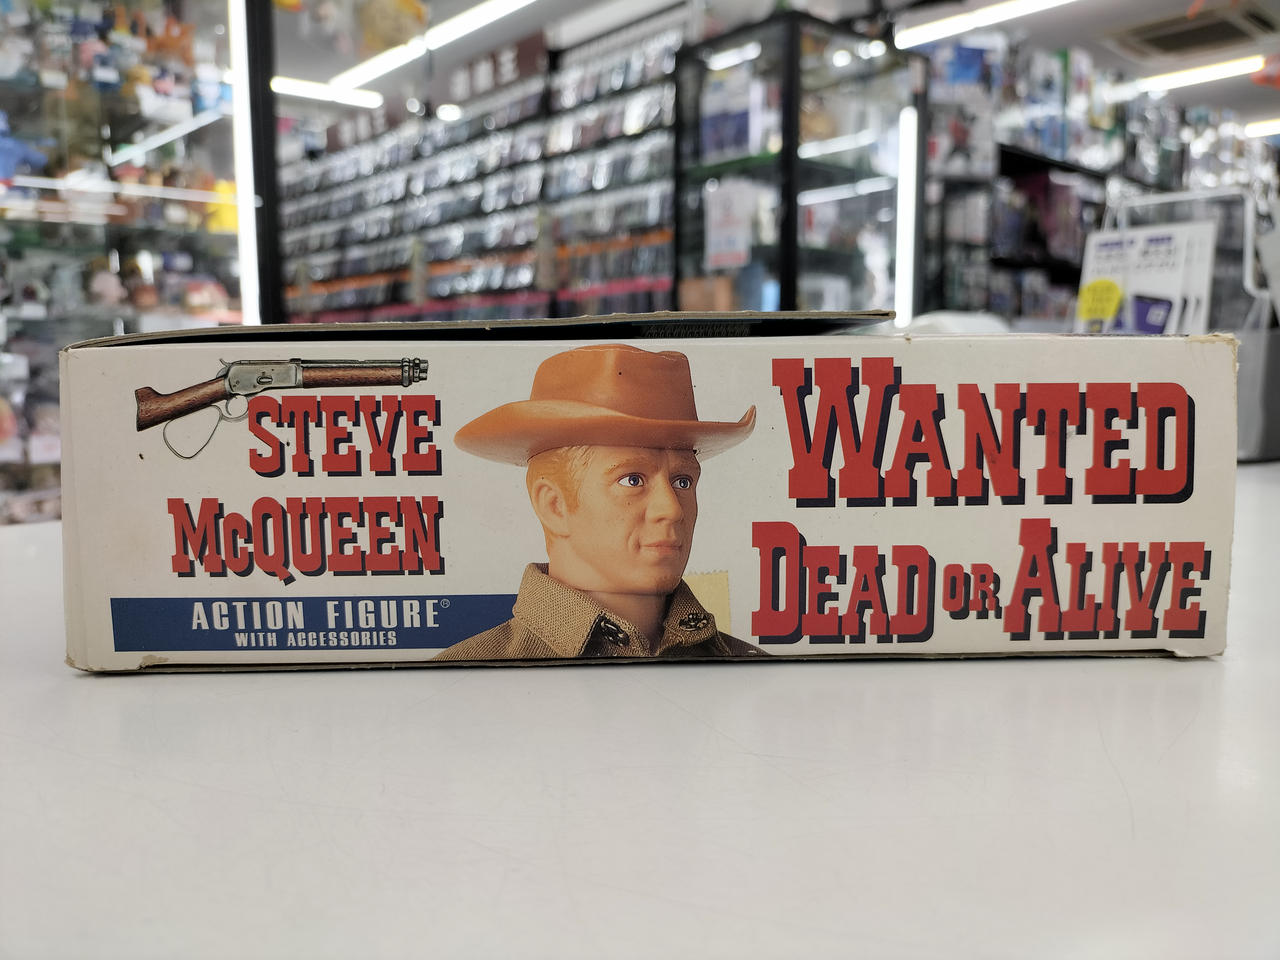 STEVE
McQUEEN
ACTION FIGURE®
WITH ACCESSORIES
WANTED
DEAD OR ALIVE